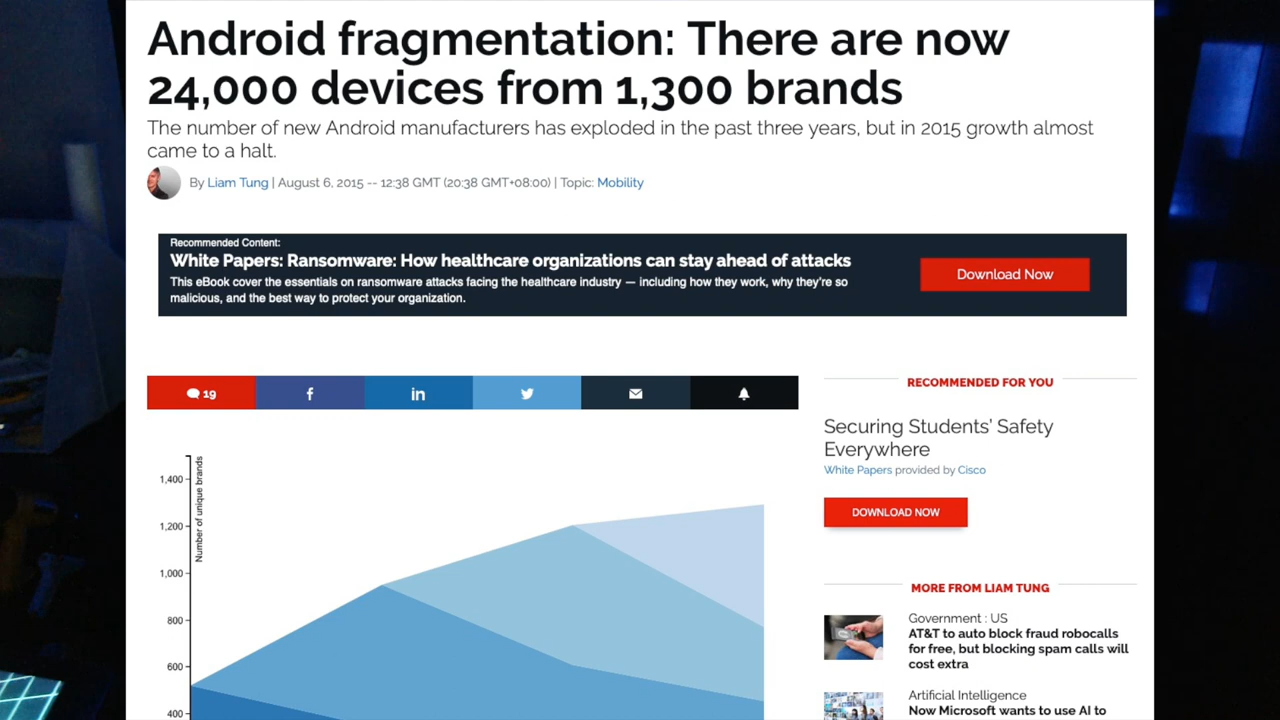 Android fragmentation: There are now
24,000 devices from 1,300 brands
The number of new Android manufacturers has exploded in the past three years, but in 2015 growth almost
came to a halt.
By Liam Tung | August 6, 2015 -- 12:38 GMT (20:38 GMT+08:00) | Topic: Mobility
Recommended Content:
White Papers: Ransomware: How healthcare organizations can stay ahead of attacks
This eBook cover the essentials on ransomware attacks facing the healthcare industry — including how they work, why they're so
malicious, and the best way to protect your organization.
Download Now
19
f
in
RECOMMENDED FOR YOU
Securing Students' Safety
Everywhere
White Papers provided by Cisco
DOWNLOAD NOW
Number of unique brands
1,400
1,200
1,000
800
600
400
MORE FROM LIAM TUNG
Government : US
AT&T to auto block fraud robocalls
for free, but blocking spam calls will
cost extra
Artificial Intelligence
Now Microsoft wants to use AI to